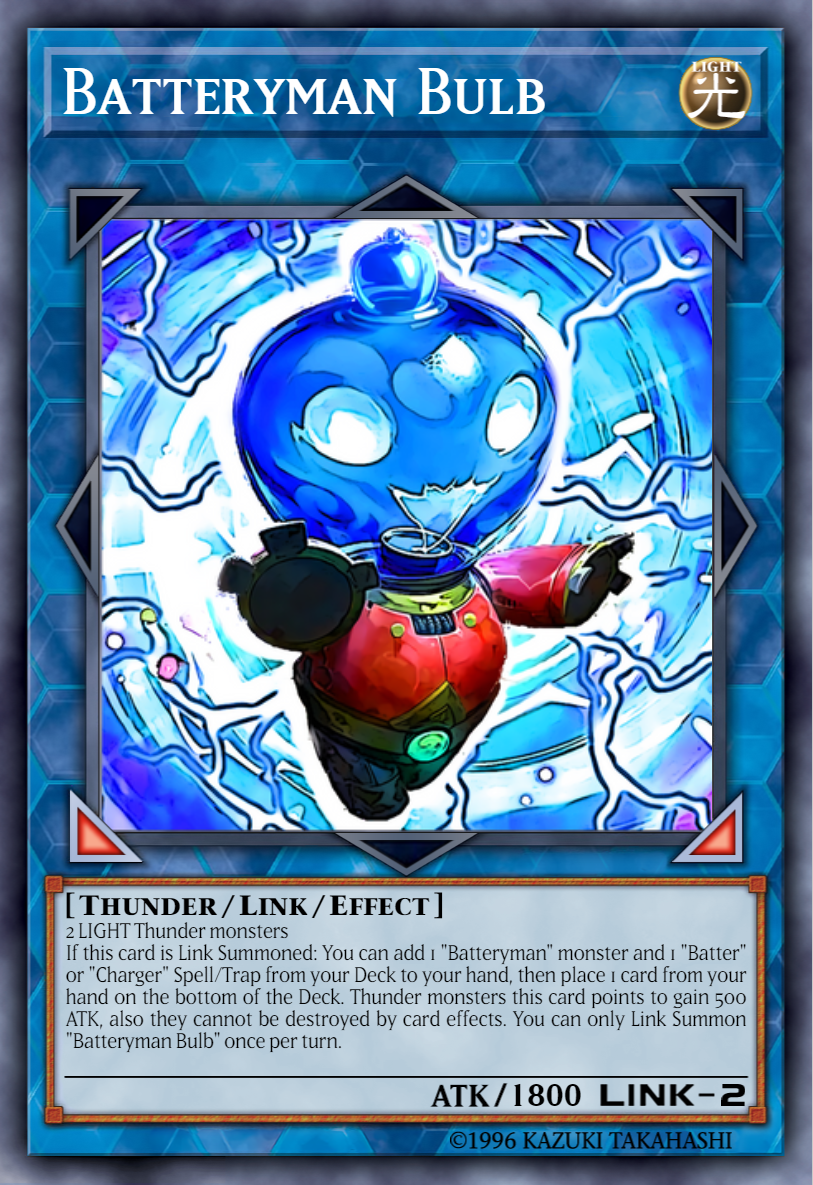 Batteryman Bulb
LIGHT
光
[Thunder/Link/Effect]
2 LIGHT Thunder monsters
If this card is Link Summoned: You can add 1 "Batteryman" monster and 1 "Batter"
or "Charger" Spell/Trap from your Deck to your hand, then place 1 card from your
hand on the bottom of the Deck. Thunder monsters this card points to gain 500
ATK, also they cannot be destroyed by card effects. You can only Link Summon
"Batteryman Bulb" once per turn.
ATK/1800 LINK-2
©1996 KAZUKI TAKAHASHI